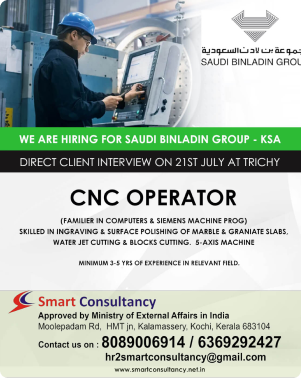 مجموعة بن لادن السعودية
SAUDI BINLADIN GROU
WE ARE HIRING FOR SAUDI BINLADIN GROUP - KSA
DIRECT CLIENT INTERVIEW ON 21ST JULY AT TRICHY
CNC OPERATOR
(FAMILIER IN COMPUTERS & SIEMENS MACHINE PROG)
SKILLED IN INGRAVING & SURFACE POLISHING OF MARBLE & GRANIATE SLABS,
WATER JET CUTTING & BLOCKS CUTTING. 5-AXIS MACHINE
MINIMUM 3-5 YRS OF EXPERIENCE IN RELEVANT FIELD.
Smart Consultancy
Approved by Ministry of External Affairs in India
Moolepadam Rd, HMT jn, Kalamassery, Kochi, Kerala 683104
Contact us on : 8089006914 / 6369292427
hr2smartconsultancy@gmail.com
www.smartconsultancy.net.in